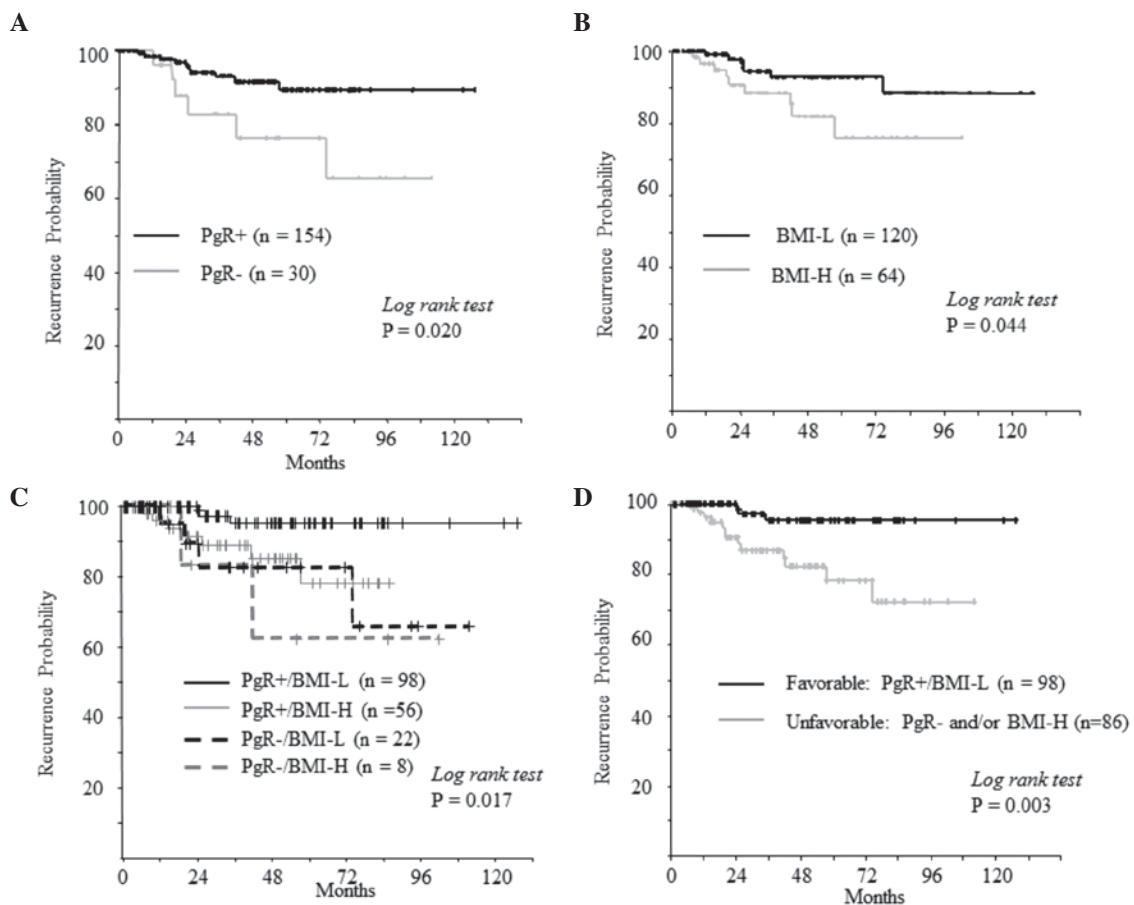 A
Recurrence Probability
100
80
60
40
20
PgR+ (n = 154)
PgR- (n = 30)
Log rank test
P = 0.020
0 24 48 72 96 120
Months
B
Recurrence Probability
100
80
60
40
20
BMI-L (n = 120)
BMI-H (n = 64)
Log rank test
P = 0.044
0 24 48 72 96 120
Months
C
Recurrence Probability
100
80
60
40
20
PgR+/BMI-L (n = 98)
PgR+/BMI-H (n =56)
PgR-/BMI-L (n = 22)
PgR-/BMI-H (n = 8)
Log rank test
P = 0.017
0 24 48 72 96 120
Months
D
Recurrence Probability
100
80
60
40
20
Favorable: PgR+/BMI-L (n = 98)
Unfavorable: PgR- and/or BMI-H (n=86)
Log rank test
P = 0.003
0 24 48 72 96 120
Months